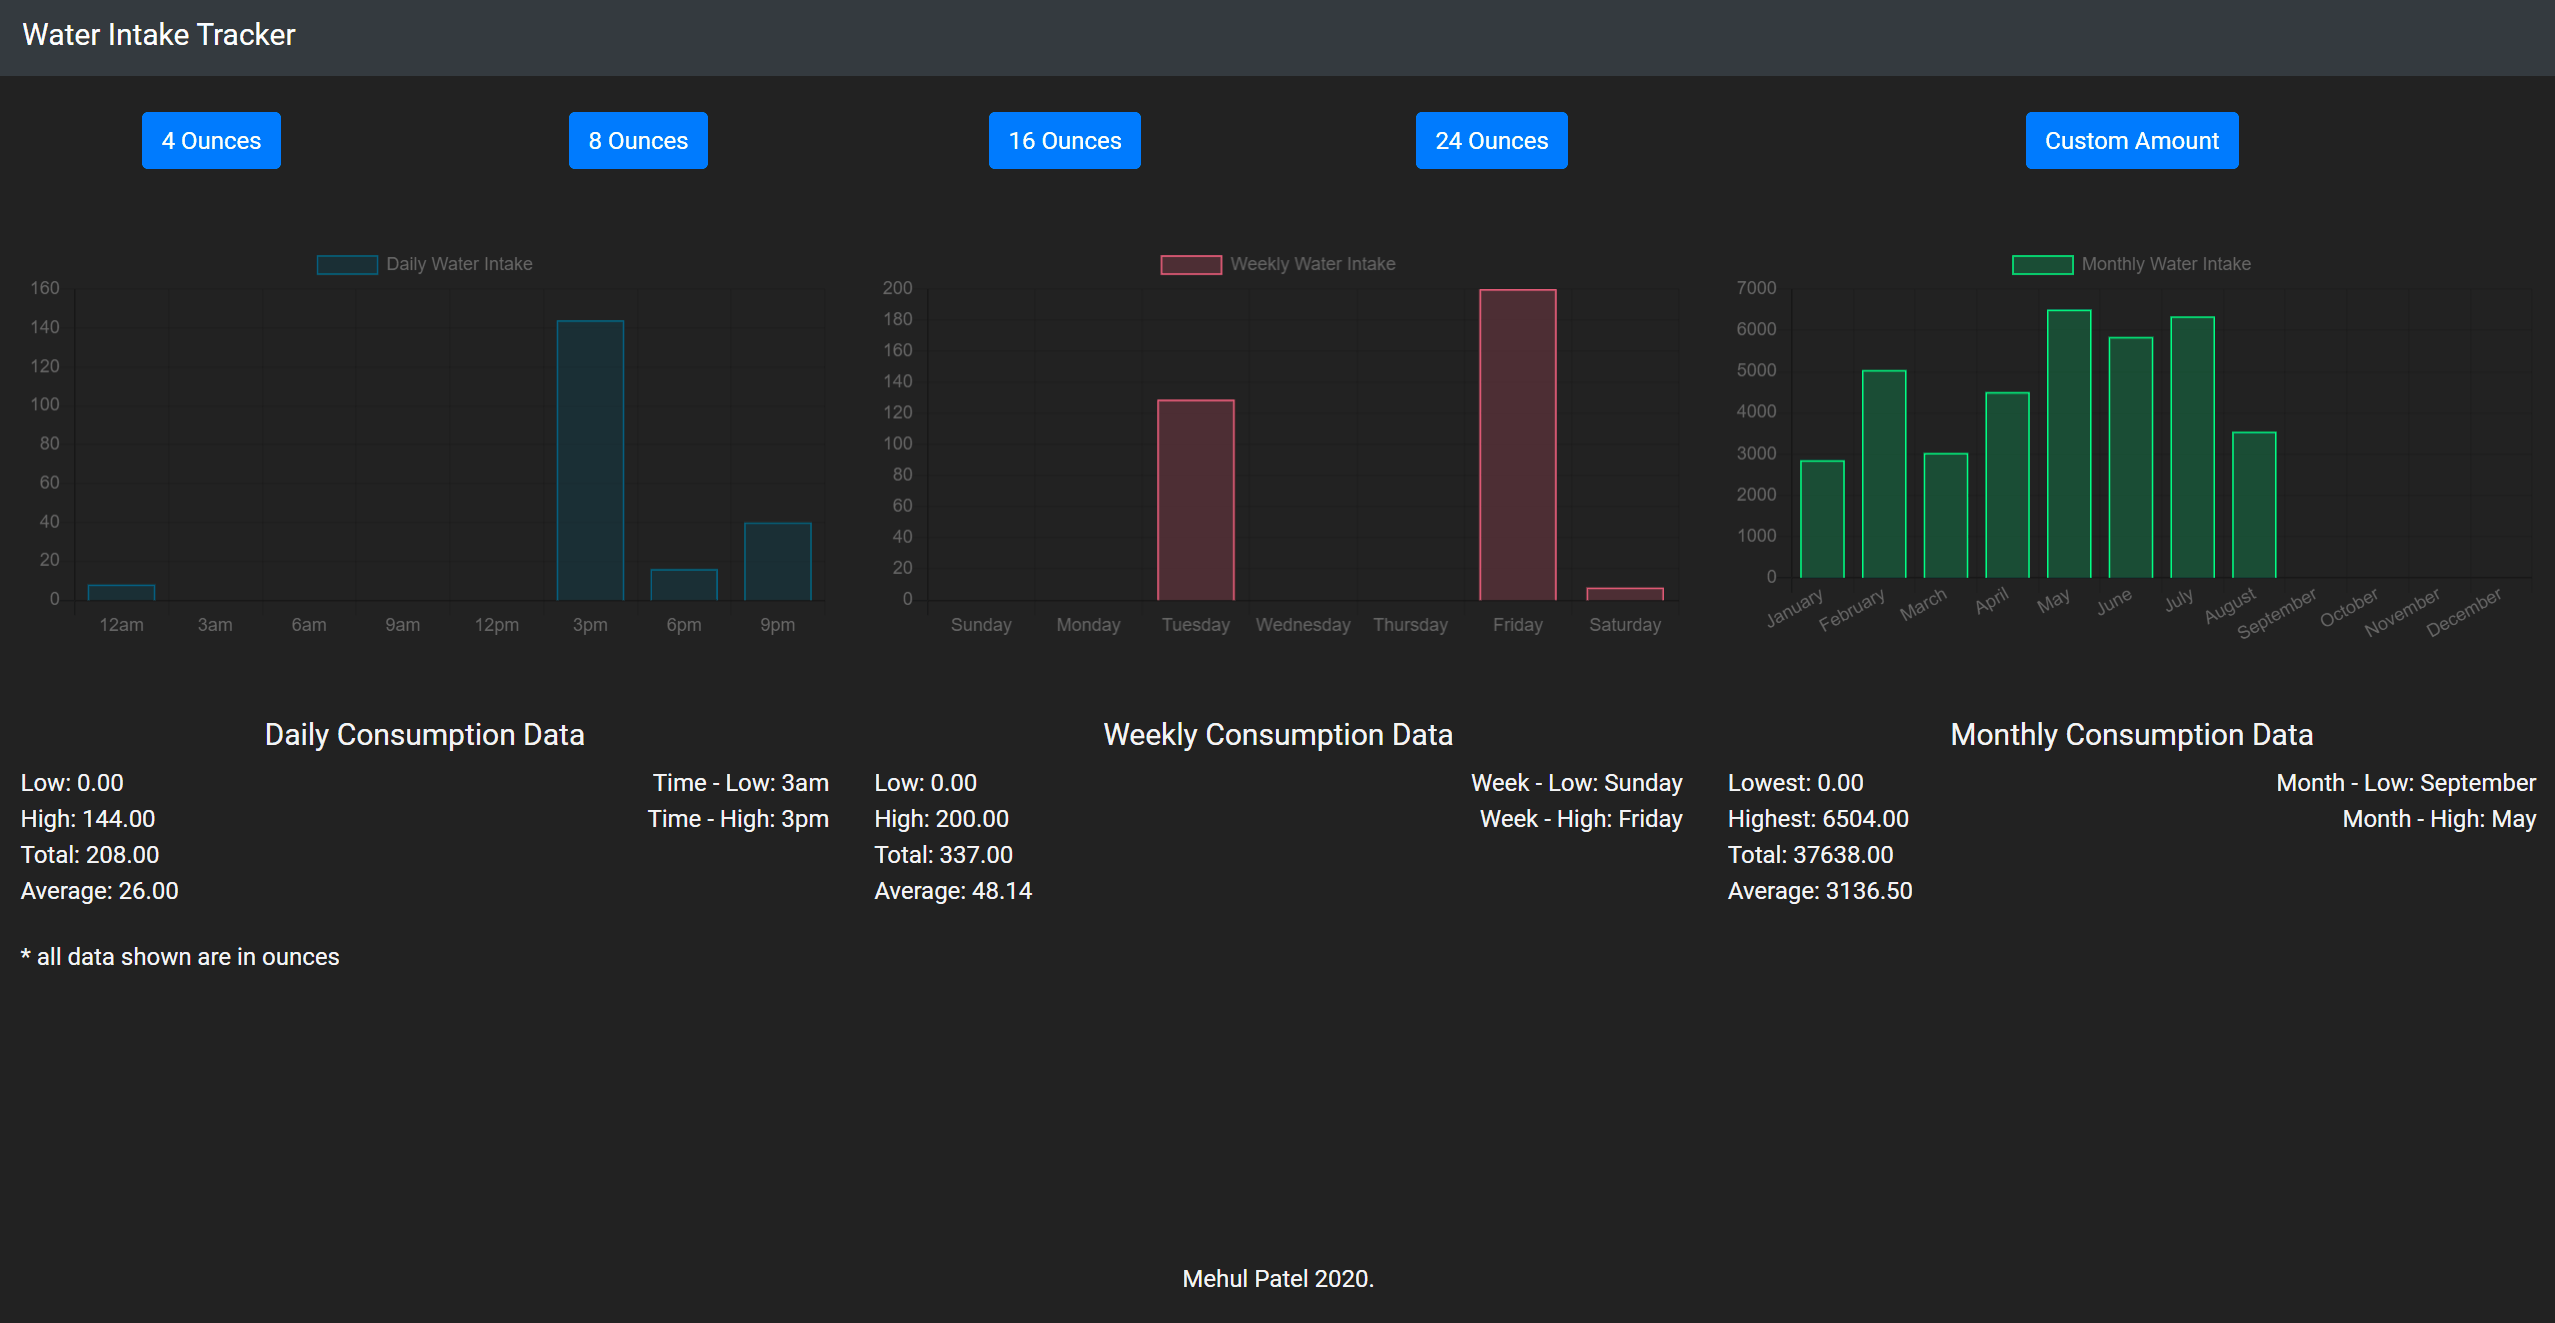 Water Intake Tracker
4 Ounces
8 Ounces
16 Ounces
24 Ounces
Custom Amount
Daily Water Intake
160
140
120
100
80
60
40
20
0
12am 3am 6am 9am 12pm 3pm 6pm 9pm
Weekly Water Intake
200
180
160
140
120
100
80
60
40
20
0
Sunday Monday Tuesday Wednesday Thursday Friday Saturday
Monthly Water Intake
7000
6000
5000
4000
3000
2000
1000
0
January February March April May June July August September October November December
Daily Consumption Data
Low: 0.00
High: 144.00
Total: 208.00
Average: 26.00
Time - Low: 3am
Time - High: 3pm
Weekly Consumption Data
Low: 0.00
High: 200.00
Total: 337.00
Average: 48.14
Week - Low: Sunday
Week - High: Friday
Monthly Consumption Data
Lowest: 0.00
Highest: 6504.00
Total: 37638.00
Average: 3136.50
Month - Low: September
Month - High: May
* all data shown are in ounces
Mehul Patel 2020.